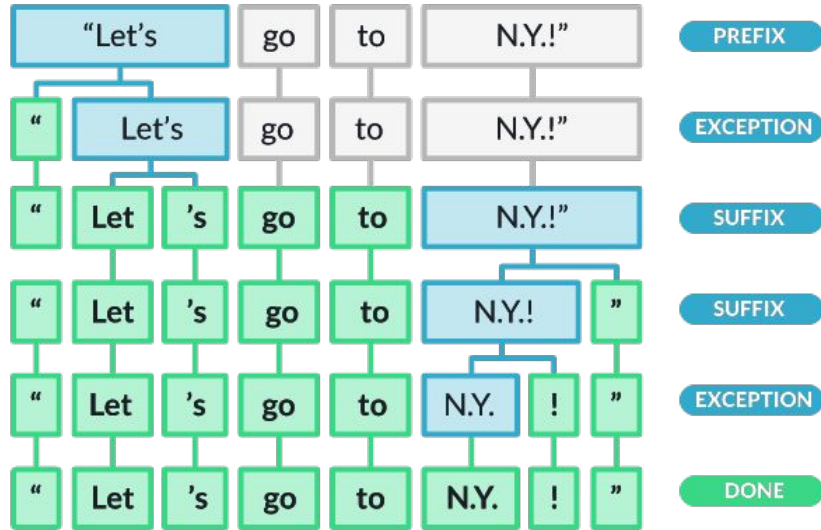 “Let’s go to N.Y.!” PREFIX
“ Let’s go to N.Y.!” EXCEPTION
“ Let ’s go to N.Y.!” SUFFIX
“ Let ’s go to N.Y.! ” SUFFIX
“ Let ’s go to N.Y. ! ” EXCEPTION
“ Let ’s go to N.Y. ! ” DONE